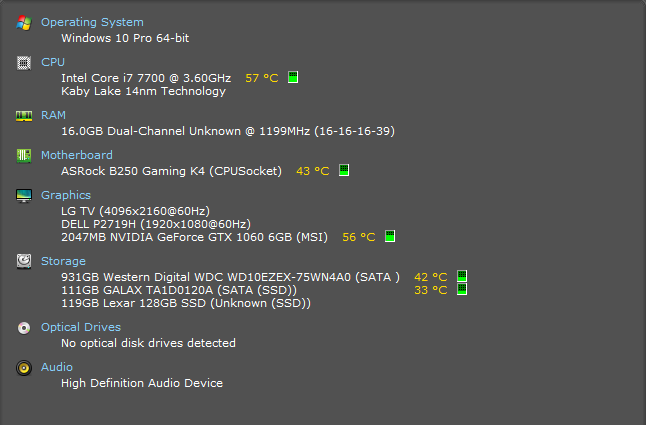 Operating System
Windows 10 Pro 64-bit
CPU
Intel Core i7 7700 @ 3.60GHz 57 °C
Kaby Lake 14nm Technology
RAM
16.0GB Dual-Channel Unknown @ 1199MHz (16-16-16-39)
Motherboard
ASRock B250 Gaming K4 (CPUSocket) 43 °C
Graphics
LG TV (4096x2160@60Hz)
DELL P2719H (1920x1080@60Hz)
2047MB NVIDIA GeForce GTX 1060 6GB (MSI) 56 °C
Storage
931GB Western Digital WDC WD10EZEX-75WN4A0 (SATA ) 42 °C
111GB GALAX TA1D0120A (SATA (SSD)) 33 °C
119GB Lexar 128GB SSD (Unknown (SSD))
Optical Drives
No optical disk drives detected
Audio
High Definition Audio Device